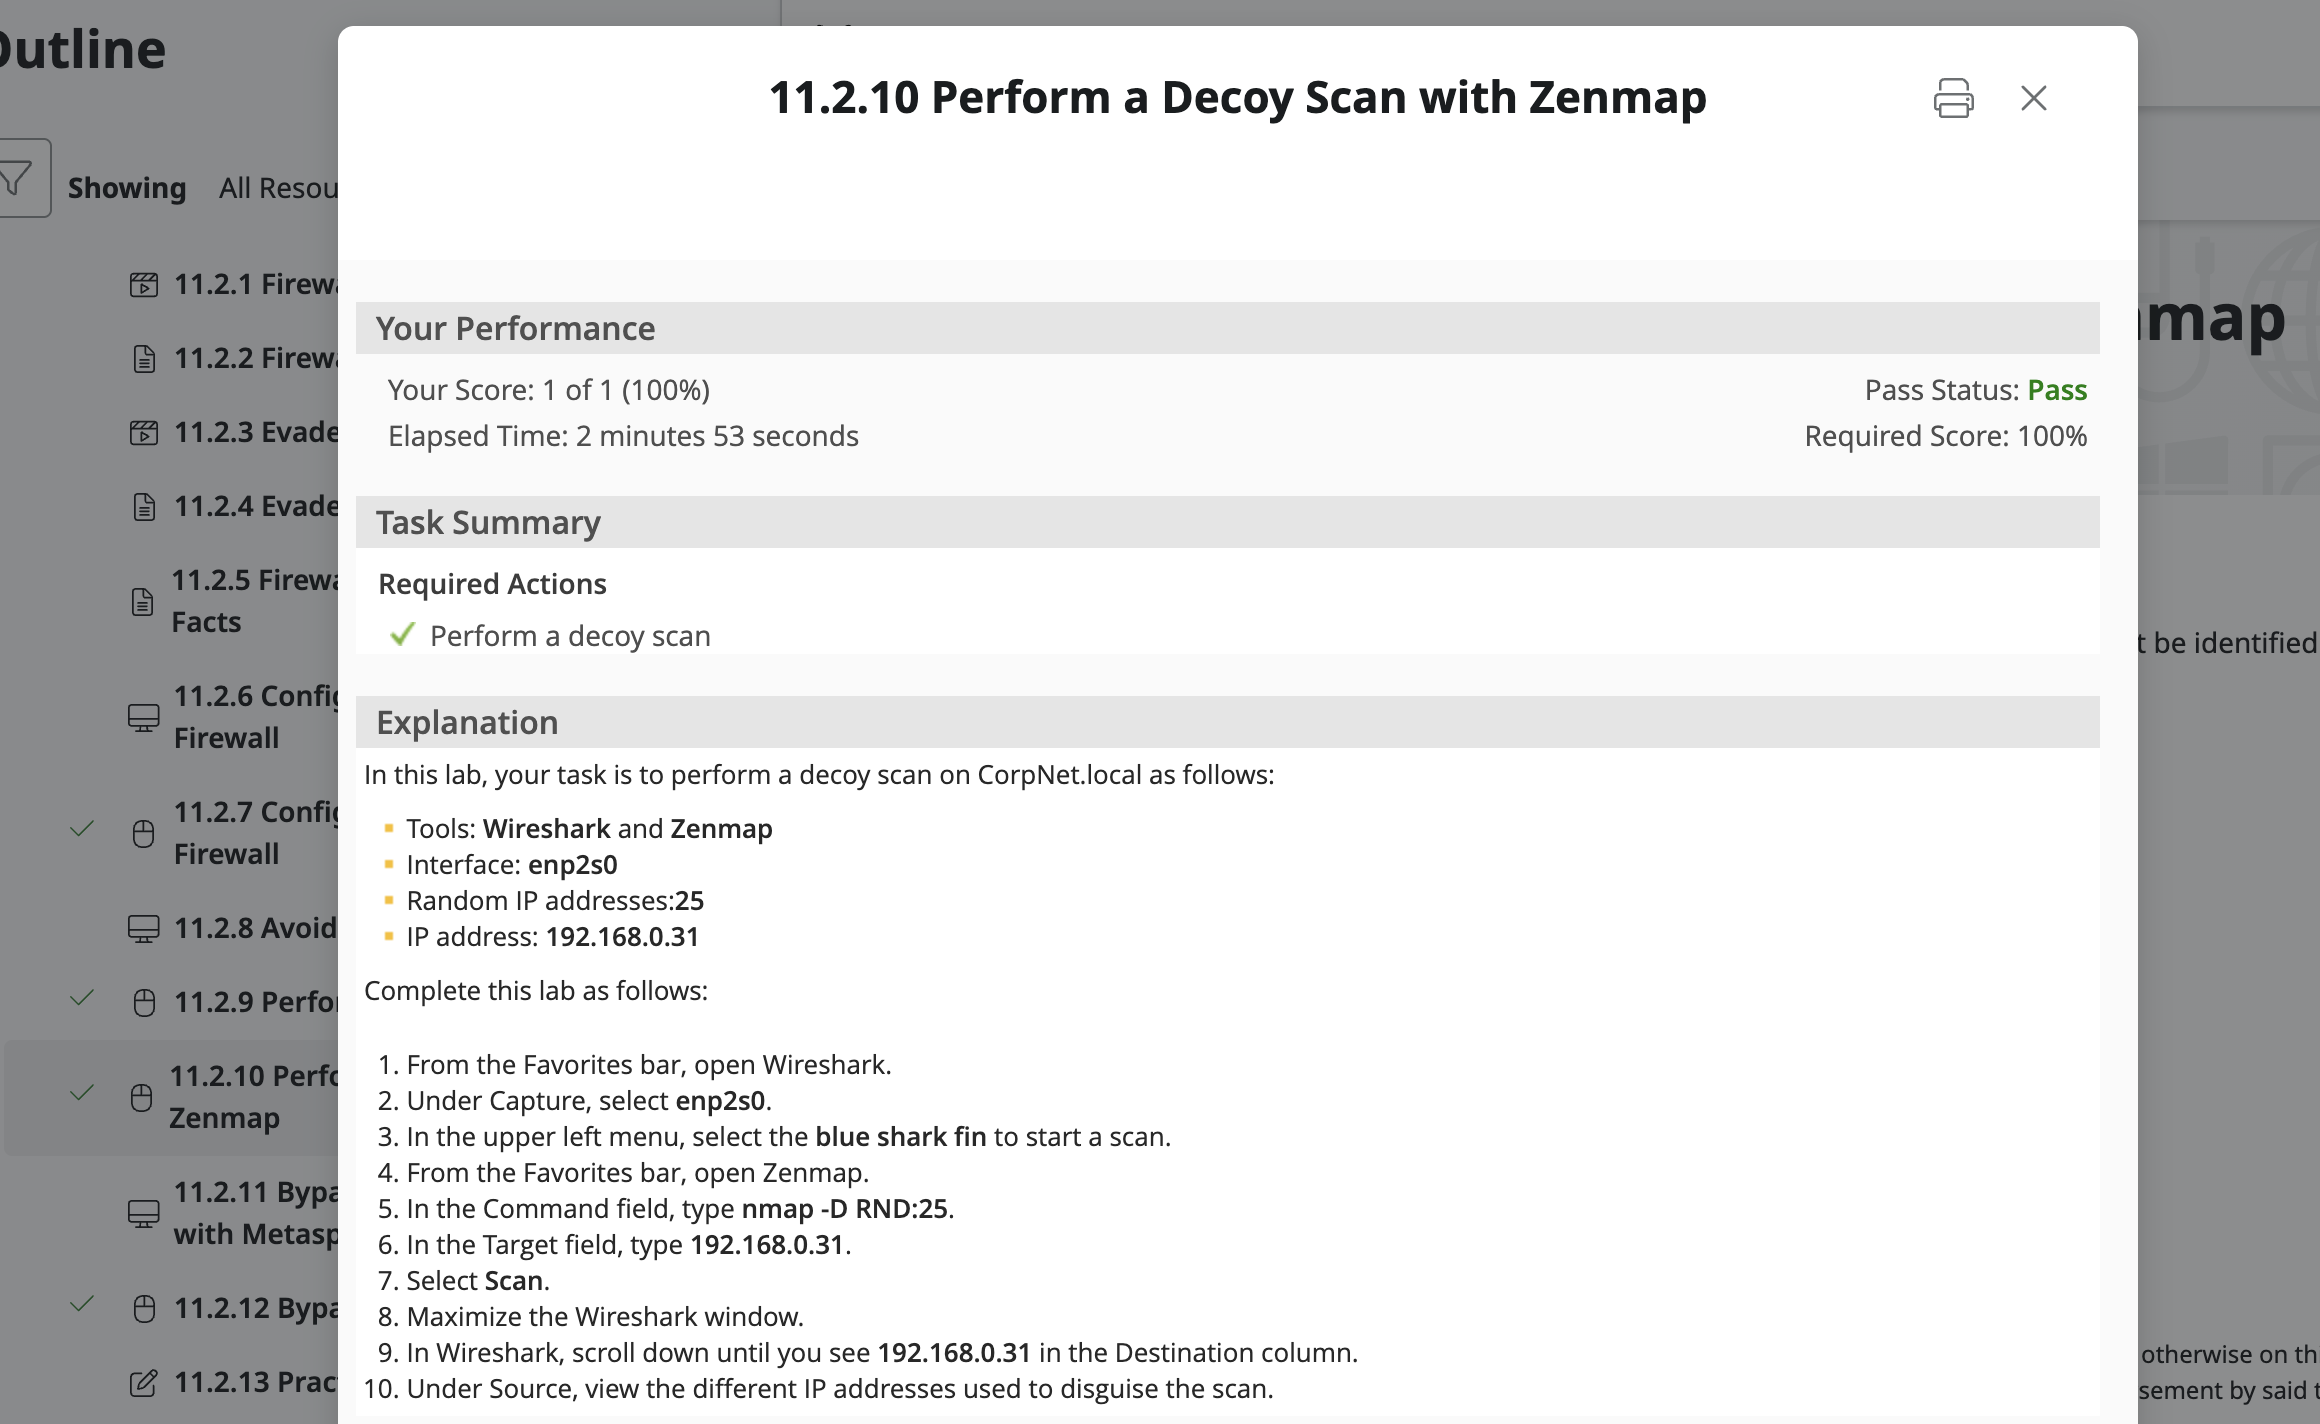 Outline
Showing All Resou
11.2.1 Firewa
11.2.2 Firewa
11.2.3 Evade
11.2.4 Evade
11.2.5 Firewa
Facts
11.2.6 Config
Firewall
11.2.7 Config
Firewall
11.2.8 Avoid
11.2.9 Perfor
11.2.10 Perfo
Zenmap
11.2.11 Bypa
with Metasp
11.2.12 Bypa
11.2.13 Prac
11.2.10 Perform a Decoy Scan with Zenmap
Your Performance
Your Score: 1 of 1 (100%)
Pass Status: Pass
Elapsed Time: 2 minutes 53 seconds
Required Score: 100%
Task Summary
Required Actions
Perform a decoy scan
Explanation
In this lab, your task is to perform a decoy scan on CorpNet.local as follows:
Tools: Wireshark and Zenmap
Interface: enp2s0
Random IP addresses:25
IP address: 192.168.0.31
Complete this lab as follows:
1. From the Favorites bar, open Wireshark.
2. Under Capture, select enp2s0.
3. In the upper left menu, select the blue shark fin to start a scan.
4. From the Favorites bar, open Zenmap.
5. In the Command field, type nmap -D RND:25.
6. In the Target field, type 192.168.0.31.
7. Select Scan.
8. Maximize the Wireshark window.
9. In Wireshark, scroll down until you see 192.168.0.31 in the Destination column.
10. Under Source, view the different IP addresses used to disguise the scan.
nmap
t be identified
otherwise on th
sement by said t